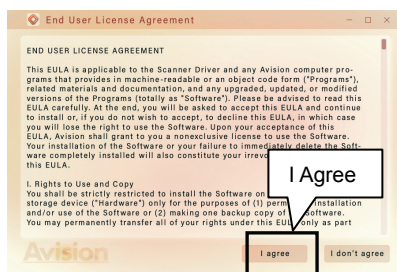 End User License Agreement
END USER LICENSE AGREEMENT
This EULA is applicable to the Scanner Driver and any Avision computer pro-
grams that provides in machine-readable or an object code form ("Programs"),
related materials and documentation, and any upgraded, updated, or modified
versions of the Programs (totally as "Software"). Please be advised to read this
EULA carefully. At the end, you will be asked to accept this EULA and continue
to install or, if you do not wish to accept, to decline this EULA, in which case
you will lose the right to use the Software. Upon your acceptance of this
EULA, Avision shall grant to you a nonexclusive license to use the Software.
Your installation of the Software or your failure to immediately delete the Soft-
ware completely installed will also constitute your
this EULA.
I. Rights to Use and Copy
You shall be strictly restricted to install the Software on
storage device ("Hardware") only for the purposes of (1) installation
and/or use of the Software or (2) making one backup copy of Software.
You may permanently transfer all of your rights under this EULA only as part
I Agree
Avision
I agree
I don't agree